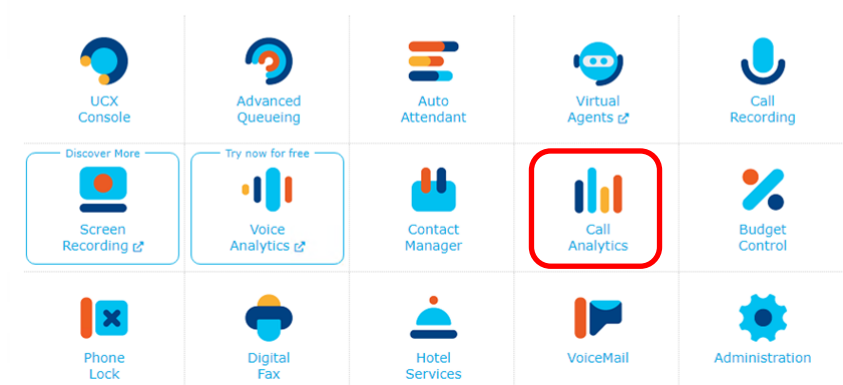 UCX
Console
Advanced
Queueing
Auto
Attendant
Virtual
Agents
Call
Recording
Discover More
Screen
Recording
Try now for free
Voice
Analytics
Contact
Manager
Call
Analytics
Budget
Control
Phone
Lock
Digital
Fax
Hotel
Services
VoiceMail
Administration